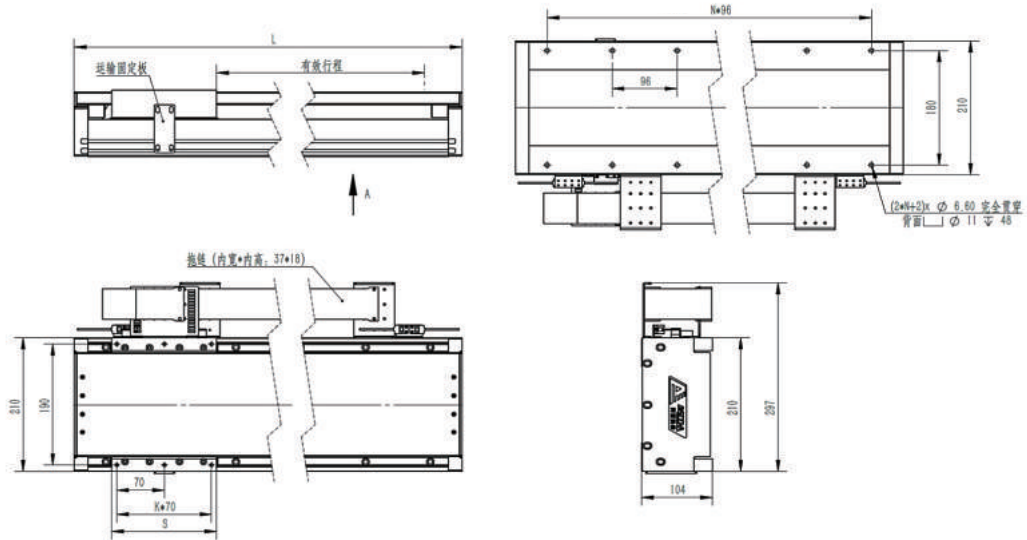 L
运输固定板
有效行程
A
N*96
96
180
210
(2*N+2)x ∅ 6.60 完全贯穿
背面⌴ ∅ 11 ↧ 48
拖链 (内宽*内高: 37*18)
210
190
70
K*70
S
210
297
104